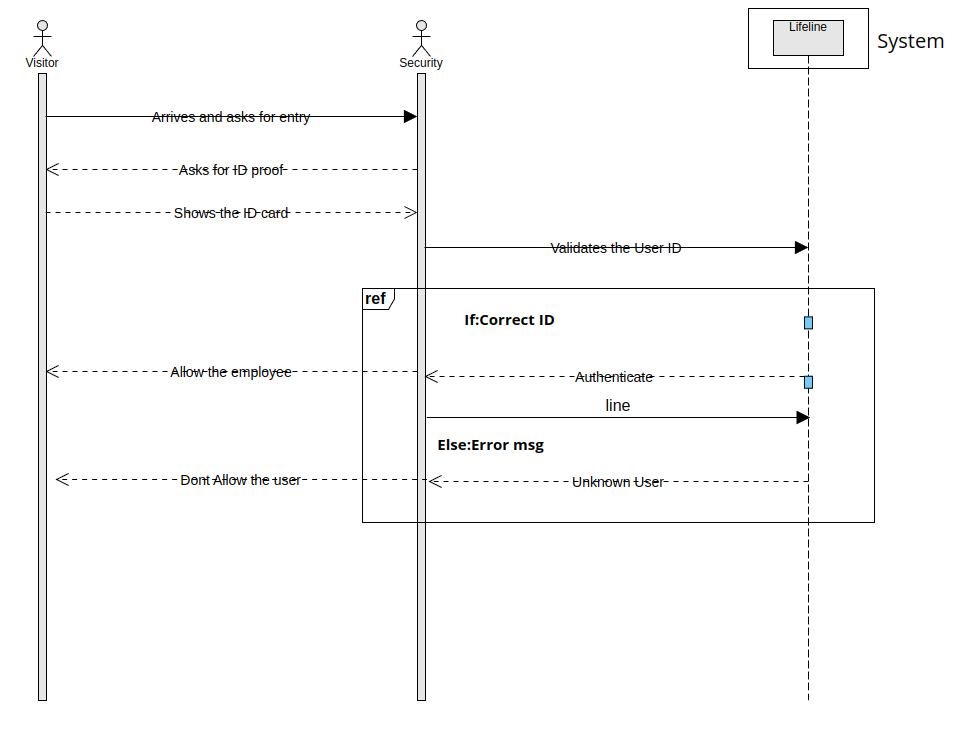 Lifeline
System
Visitor
Security
Arrives and asks for entry
Asks for ID proof
Shows the ID card
Validates the User ID
ref
If:Correct ID
Allow the employee
Authenticate
line
Else:Error msg
Dont Allow the user
Unknown User